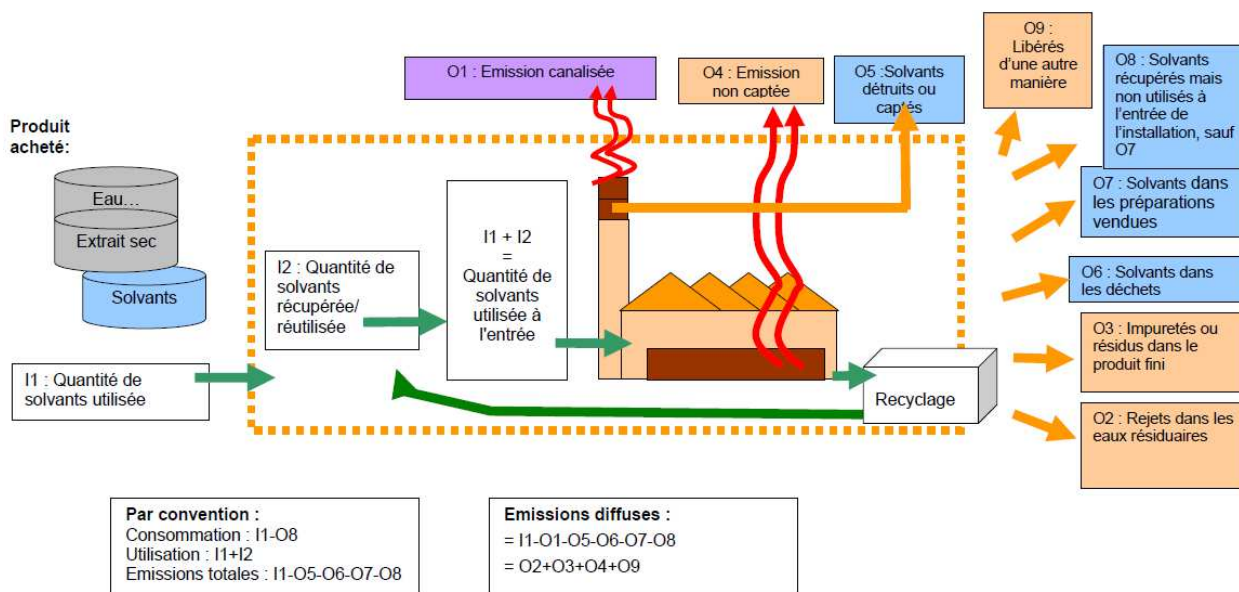 O1 : Emission canalisée
O4 : Emission
non captée
O5 :Solvants
détruits ou
captés
O9 :
Libérés
d'une autre
manière
O8 : Solvants
récupérés mais
non utilisés à
l'entrée de
l'installation, sauf
O7
Produit
acheté:
Eau…
Extrait sec
Solvants
I1 : Quantité de
solvants utilisée
I2 : Quantité de
solvants
récupérée/
réutilisée
I1 + I2
=
Quantité de
solvants
utilisée à
l'entrée
Recyclage
O7 : Solvants dans
les préparations
vendues
O6 : Solvants dans
les déchets
O3 : Impuretés ou
résidus dans le
produit fini
O2 : Rejets dans les
eaux résiduaires
Par convention :
Consommation : I1-O8
Utilisation : I1+I2
Emissions totales : I1-O5-O6-O7-O8
Emissions diffuses :
= I1-O1-O5-O6-O7-O8
= O2+O3+O4+O9